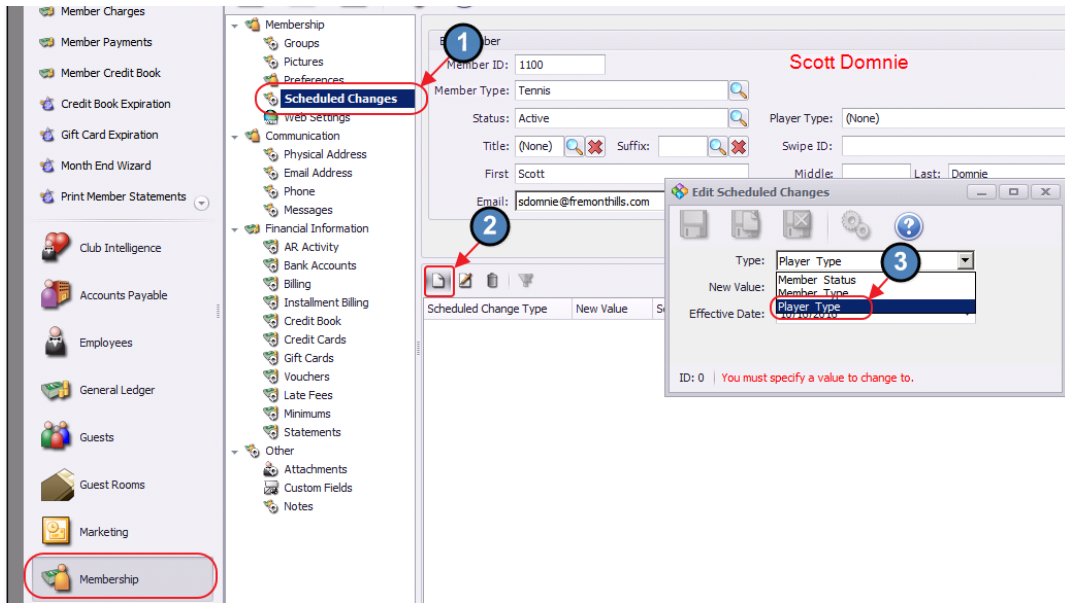 Member Charges
Member Payments
Member Credit Book
Credit Book Expiration
Gift Card Expiration
Month End Wizard
Print Member Statements
Club Intelligence
Accounts Payable
Employees
General Ledger
Guests
Guest Rooms
Marketing
Membership
Membership
Groups
Pictures
Preferences
Scheduled Changes
Web Settings
Communication
Physical Address
Email Address
Phone
Messages
Financial Information
AR Activity
Bank Accounts
Billing
Installment Billing
Credit Book
Credit Cards
Gift Cards
Vouchers
Late Fees
Minimums
Statements
Other
Attachments
Custom Fields
Notes
1
Member ID: 1100
Scott Domnie
Member Type: Tennis
Status: Active
Player Type: (None)
Title: (None) Suffix:
Swipe ID:
First Scott
Middle: Last: Domnie
Email: sdomnie@fremonthills.com
2
Scheduled Change Type New Value
Edit Scheduled Changes
Type: Player Type
3
New Value:
Member Status
Member Type
Player Type
Effective Date:
ID: 0 You must specify a value to change to.